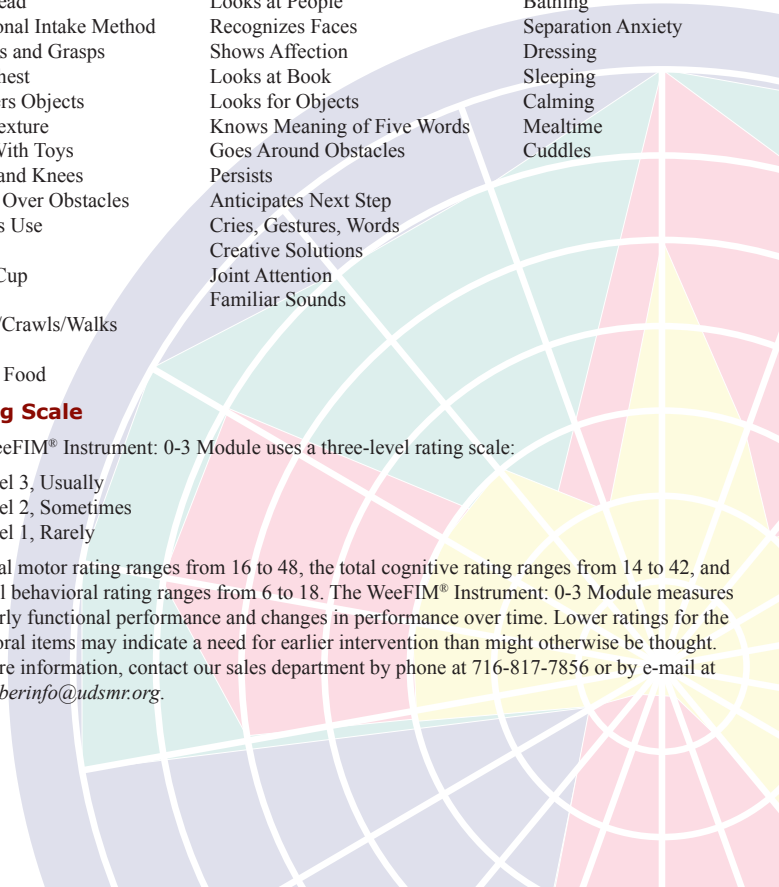 ead
onal Intake Method
s and Grasps
hest
ers Objects
exture
With Toys
and Knees
Over Obstacles
s Use
Cup
/Crawls/Walks
Food
Looks at People
Recognizes Faces
Shows Affection
Looks at Book
Looks for Objects
Knows Meaning of Five Words
Goes Around Obstacles
Persists
Anticipates Next Step
Cries, Gestures, Words
Creative Solutions
Joint Attention
Familiar Sounds
Bathing
Separation Anxiety
Dressing
Sleeping
Calming
Mealtime
Cuddles
g Scale
eeFIM® Instrument: 0-3 Module uses a three-level rating scale:
el 3, Usually
el 2, Sometimes
el 1, Rarely
al motor rating ranges from 16 to 48, the total cognitive rating ranges from 14 to 42, and
l behavioral rating ranges from 6 to 18. The WeeFIM® Instrument: 0-3 Module measures
rly functional performance and changes in performance over time. Lower ratings for the
oral items may indicate a need for earlier intervention than might otherwise be thought.
re information, contact our sales department by phone at 716-817-7856 or by e-mail at
berinfo@udsmr.org.